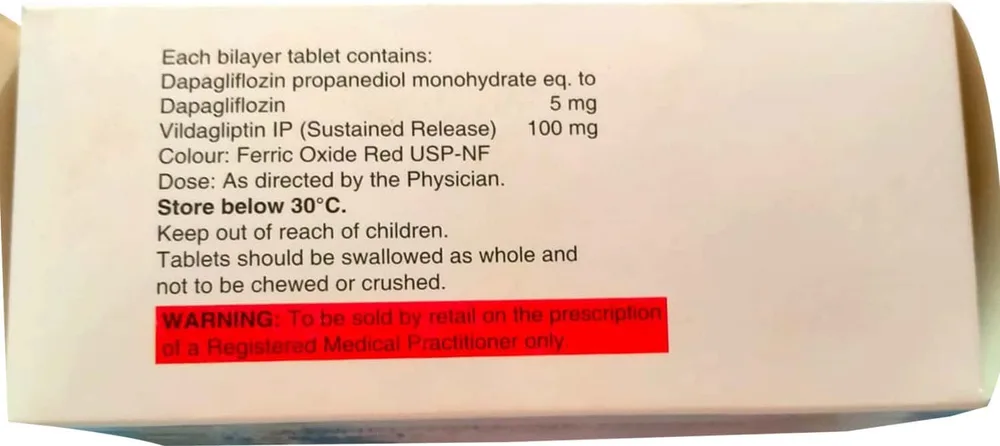 Each bilayer tablet contains:
Dapagliflozin propanediol monohydrate eq. to
Dapagliflozin 5 mg
Vildagliptin IP (Sustained Release) 100 mg
Colour: Ferric Oxide Red USP-NF
Dose: As directed by the Physician.
Store below 30°C.
Keep out of reach of children.
Tablets should be swallowed as whole and
not to be chewed or crushed.
WARNING: To be sold by retail on the prescription
of a Registered Medical Practitioner only.